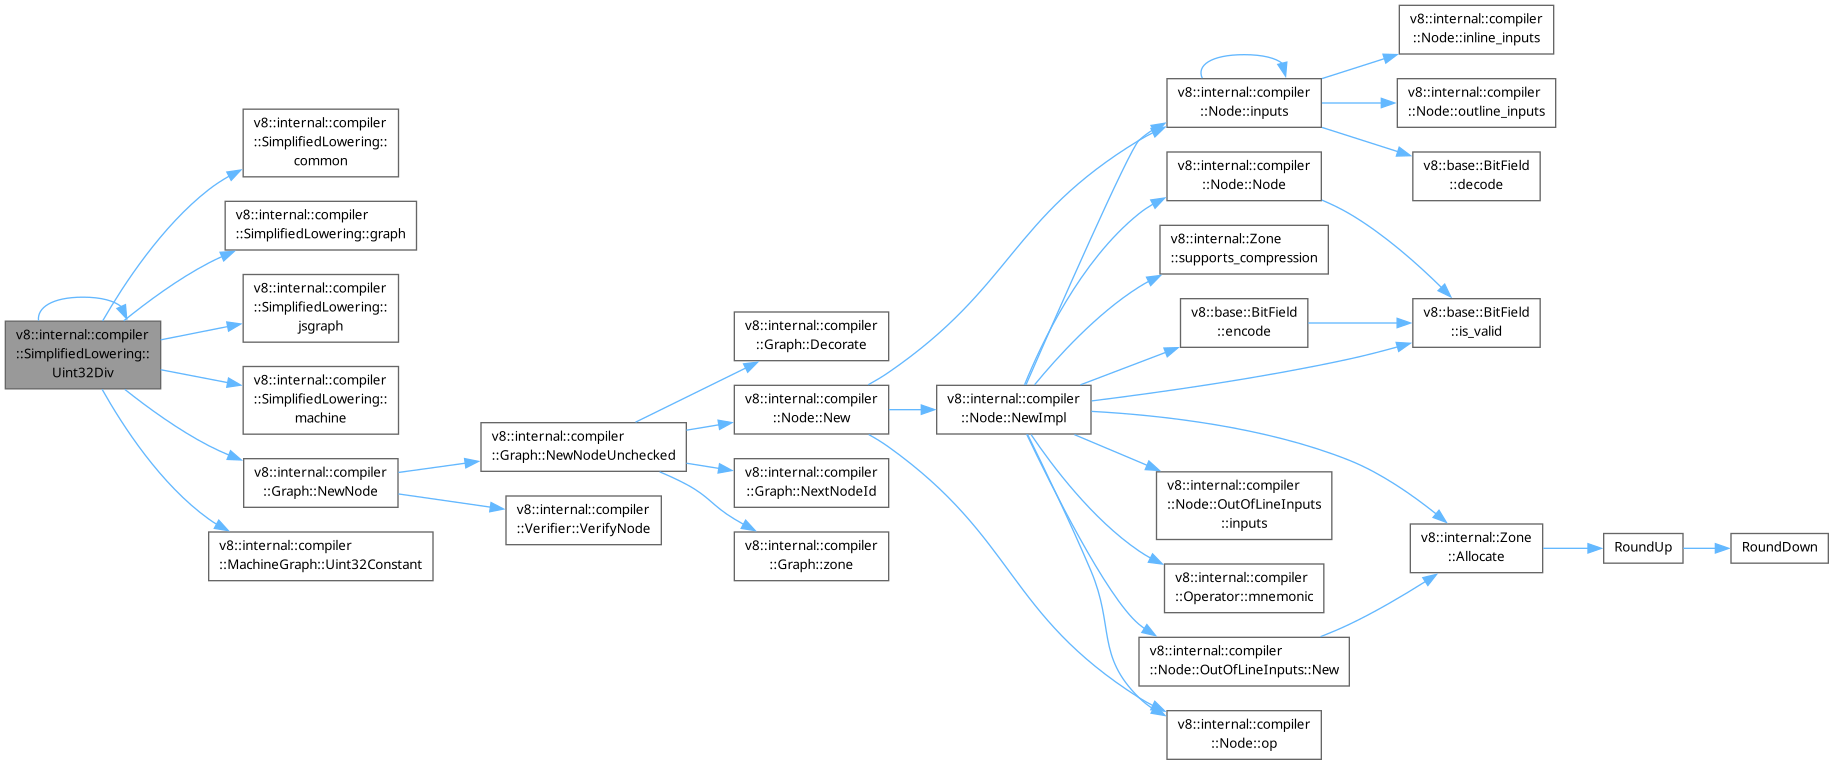 v8::internal::compiler
::SimplifiedLowering::
Uint32Div
v8::internal::compiler
::SimplifiedLowering::
common
v8::internal::compiler
::SimplifiedLowering::graph
v8::internal::compiler
::SimplifiedLowering::
jsgraph
v8::internal::compiler
::SimplifiedLowering::
machine
v8::internal::compiler
::Graph::NewNode
v8::internal::compiler
::MachineGraph::Uint32Constant
v8::internal::compiler
::Graph::NewNodeUnchecked
v8::internal::compiler
::Verifier::VerifyNode
v8::internal::compiler
::Graph::Decorate
v8::internal::compiler
::Node::New
v8::internal::compiler
::Graph::NextNodeId
v8::internal::compiler
::Graph::zone
v8::internal::compiler
::Node::NewImpl
v8::internal::compiler
::Node::inputs
v8::internal::compiler
::Node::Node
v8::internal::Zone
::supports_compression
v8::base::BitField
::encode
v8::internal::compiler
::Node::OutOfLineInputs
::inputs
v8::internal::compiler
::Operator::mnemonic
v8::internal::compiler
::Node::OutOfLineInputs::New
v8::internal::compiler
::Node::op
v8::internal::compiler
::Node::inline_inputs
v8::internal::compiler
::Node::outline_inputs
v8::base::BitField
::decode
v8::base::BitField
::is_valid
v8::internal::Zone
::Allocate
RoundUp
RoundDown